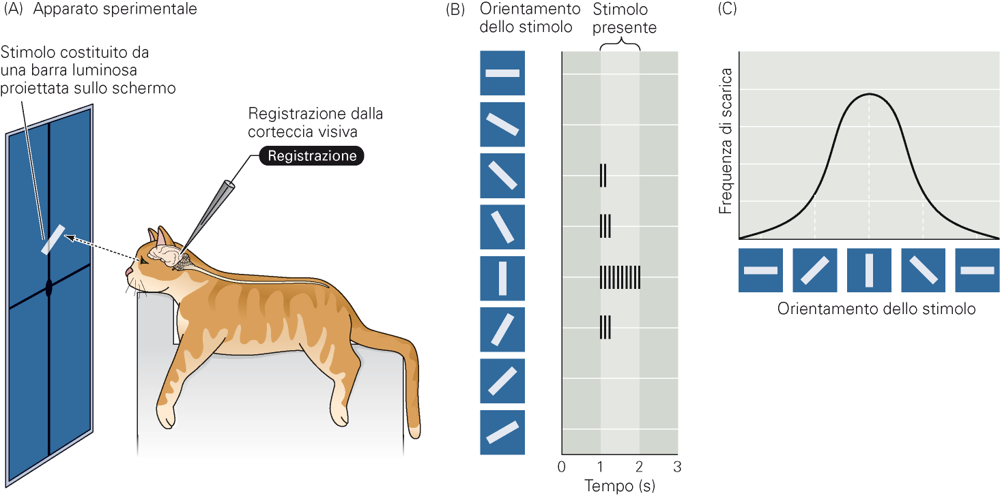 (A) Apparato sperimentale
Stimolo costituito da
una barra luminosa
proiettata sullo schermo
Registrazione dalla
corteccia visiva
Registrazione
(B)
Orientamento
dello stimolo
Stimolo
presente
0 1 2 3
Tempo (s)
(C)
Frequenza di scarica
Orientamento dello stimolo